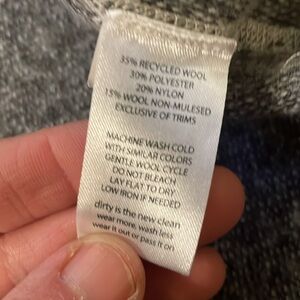 35% RECYCLED WOOL
30% POLYESTER
20% NYLON
15% WOOL NON-MULESED
EXCLUSIVE OF TRIMS
MACHINE WASH COLD
WITH SIMILAR COLORS
GENTLE WOOL CYCLE
DO NOT BLEACH
LAY FLAT TO DRY
LOW IRON IF NEEDED
dirty is the new clean
wear more, wash less
wear it out or pass it on